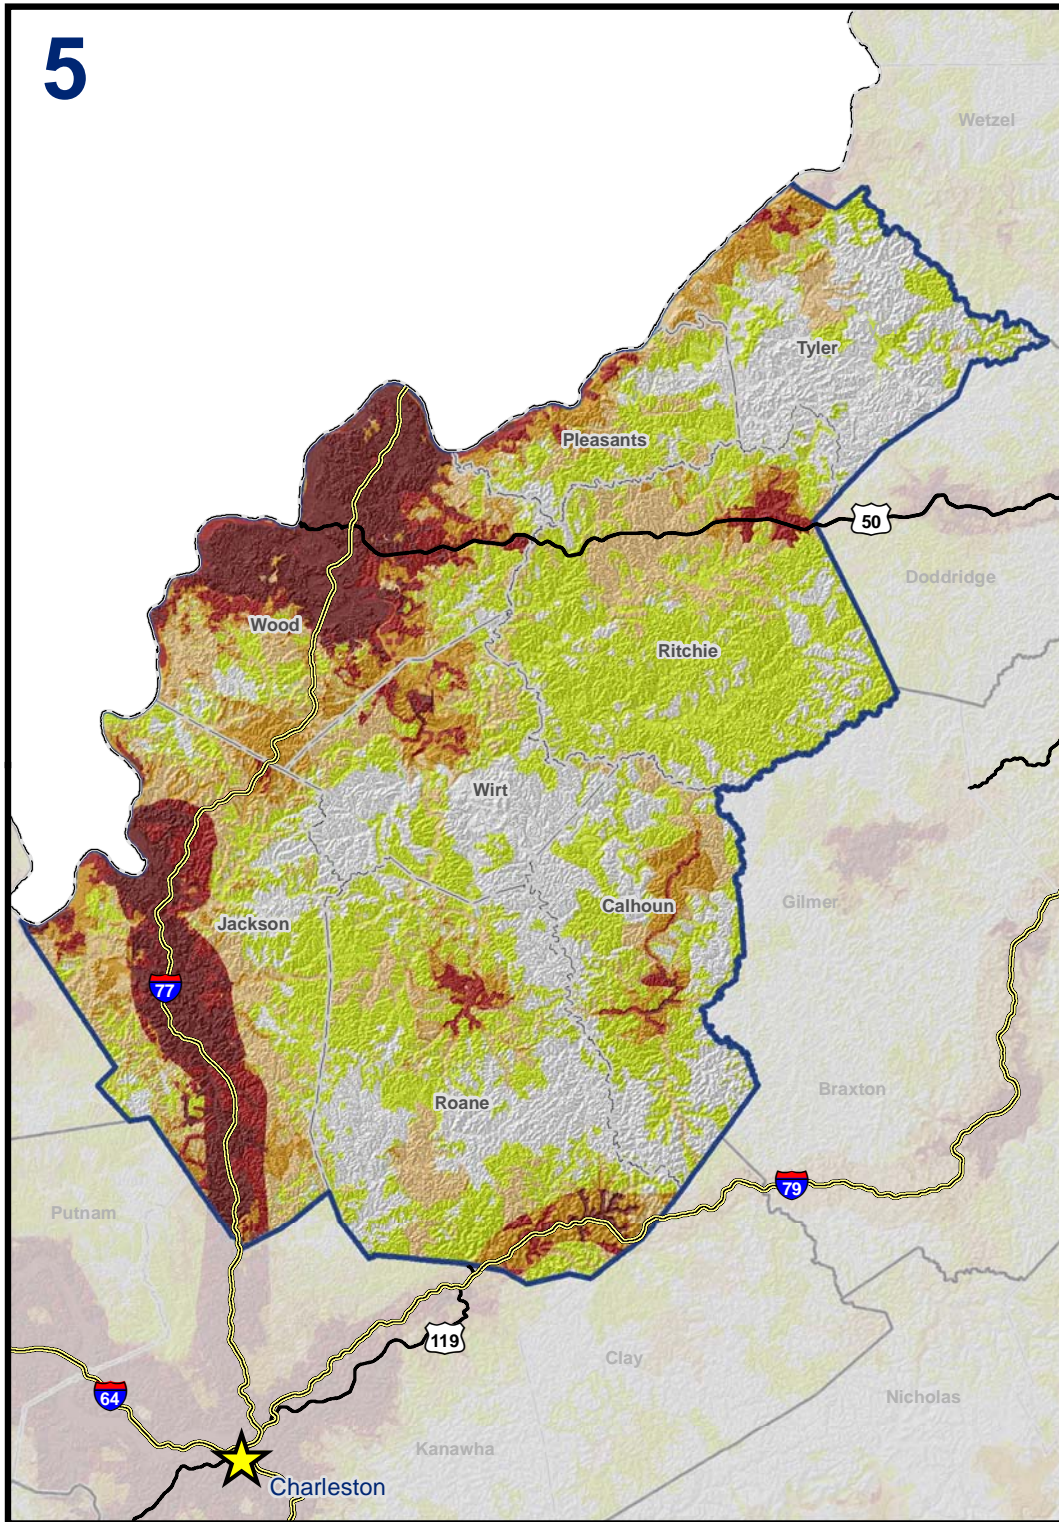 5
Wetzel
Tyler
Pleasants
50
Doddridge
Wood
Ritchie
Wirt
Calhoun
Gilmer
Jackson
77
Braxton
Roane
79
Putnam
119
Clay
64
Nicholas
Kanawha
Charleston